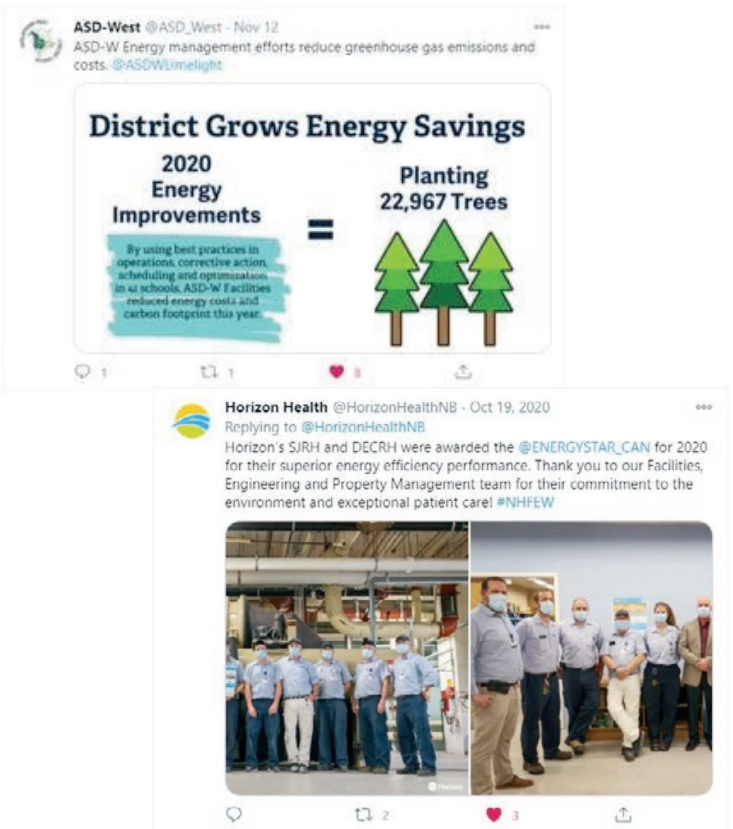 ASD-West @ASD_West · Nov 12
ASD-W Energy management efforts reduce greenhouse gas emissions and
costs. @ASDWLimelight
District Grows Energy Savings
2020
Energy
Improvements
By using best practices in
operations, corrective action,
scheduling and optimization
in 41 schools, ASD-W Facilities
reduced energy costs and
carbon footprint this year.
=
Planting
22,967 Trees
1 1 8
Horizon Health @HorizonHealthNB · Oct 19, 2020
Replying to @HorizonHealthNB
Horizon's SJRH and DECRH were awarded the @ENERGYSTAR_CAN for 2020
for their superior energy efficiency performance. Thank you to our Facilities,
Engineering and Property Management team for their commitment to the
environment and exceptional patient care! #NHFEW
Horizon
2 3